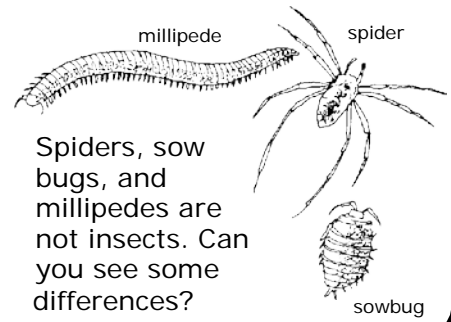 millipede
spider
Spiders, sow
bugs, and
millipedes are
not insects. Can
you see some
differences?
sowbug